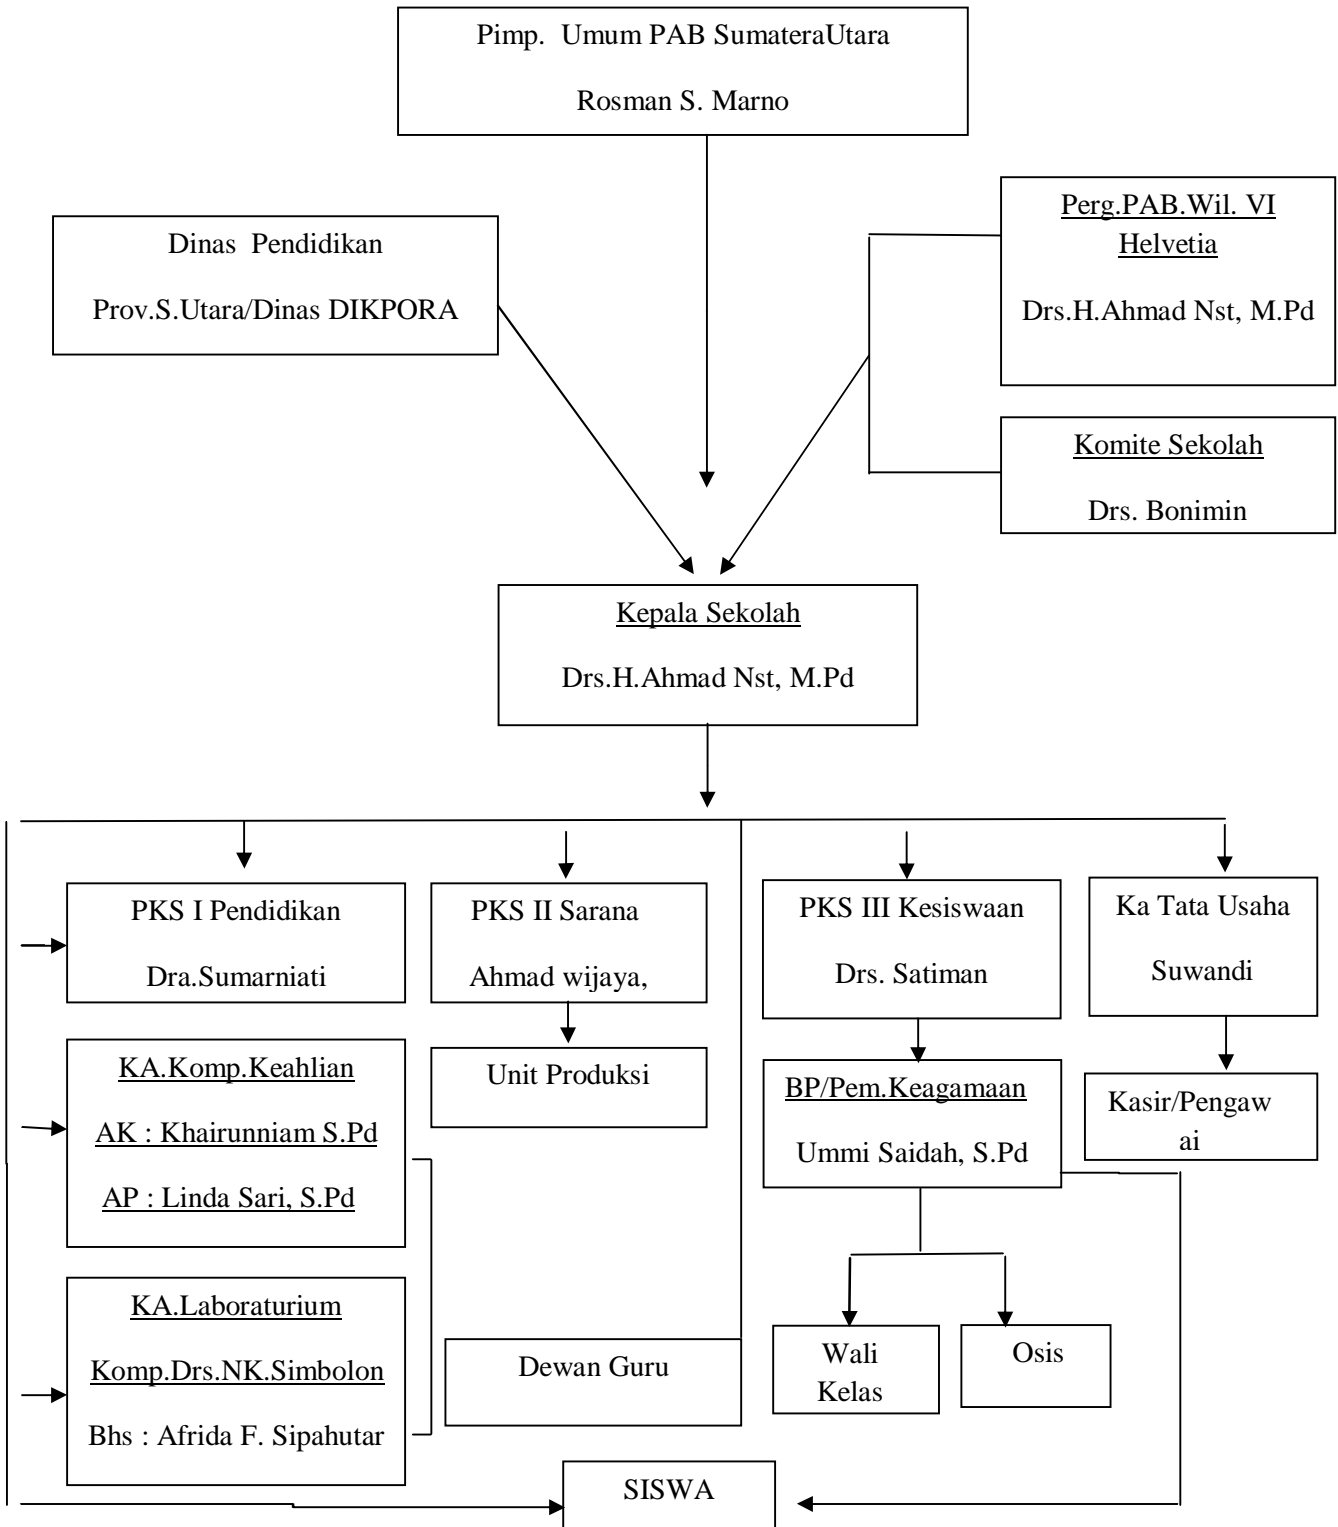 Pimp. Umum PAB SumateraUtara
Rosman S. Marno
Perg.PAB.Wil. VI
Helvetia
Drs.H.Ahmad Nst, M.Pd
Dinas Pendidikan
Prov.S.Utara/Dinas DIKPORA
Komite Sekolah
Drs. Bonimin
Kepala Sekolah
Drs.H.Ahmad Nst, M.Pd
PKS I Pendidikan
Dra.Sumarniati
PKS II Sarana
Ahmad wijaya,
PKS III Kesiswaan
Drs. Satiman
Ka Tata Usaha
Suwandi
KA.Komp.Keahlian
AK : Khairunniam S.Pd
AP : Linda Sari, S.Pd
Unit Produksi
BP/Pem.Keagamaan
Ummi Saidah, S.Pd
Kasir/Pengaw
ai
KA.Laboraturium
Komp.Drs.NK.Simbolon
Bhs : Afrida F. Sipahutar
Dewan Guru
Wali
Kelas
Osis
SISWA